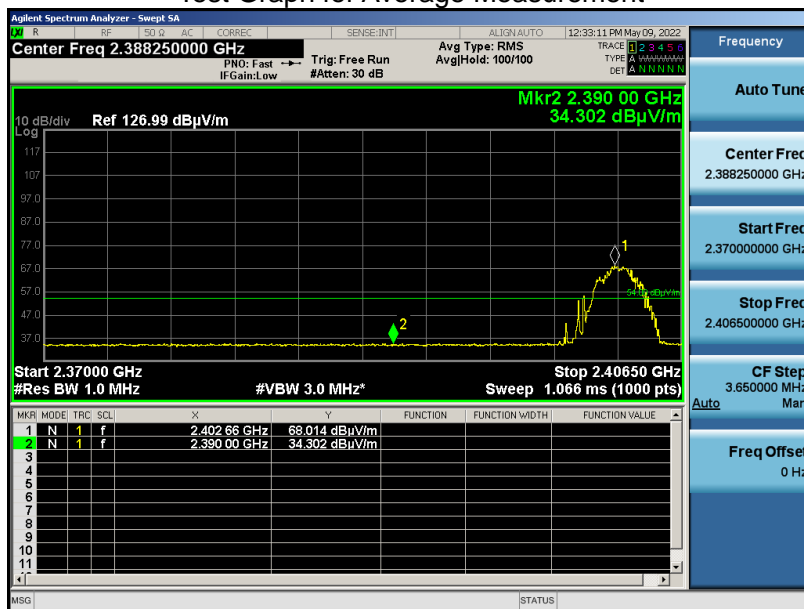 Test Graph for Average Measurement
Agilent Spectrum Analyzer - Swept SA
LXI R RF 50 Ω AC CORREC SENSE:INT ALIGN AUTO 12:33:11 PM May 09, 2022
Center Freq 2.388250000 GHz
PNO: Fast
IFGain:Low
Trig: Free Run
#Atten: 30 dB
Avg Type: RMS
Avg|Hold: 100/100
TRACE 1 2 3 4 5 6
TYPE A WWWWW
DET A N N N N N
Mkr2 2.390 00 GHz
34.302 dBµV/m
10 dB/div Ref 126.99 dBµV/m
Log
117
107
97.0
87.0
77.0
67.0
57.0
47.0
37.0
1
2
Start 2.37000 GHz Stop 2.40650 GHz
#Res BW 1.0 MHz #VBW 3.0 MHz* Sweep 1.066 ms (1000 pts)
MKR MODE TRC SCL X Y FUNCTION FUNCTION WIDTH FUNCTION VALUE
1 N 1 f 2.402 66 GHz 68.014 dBµV/m
2 N 1 f 2.390 00 GHz 34.302 dBµV/m
3
4
5
6
7
8
9
10
11
MSG STATUS
Frequency
Auto Tune
Center Freq
2.388250000 GHz
Start Freq
2.370000000 GHz
Stop Freq
2.406500000 GHz
CF Step
3.650000 MHz
Auto Man
Freq Offset
0 Hz